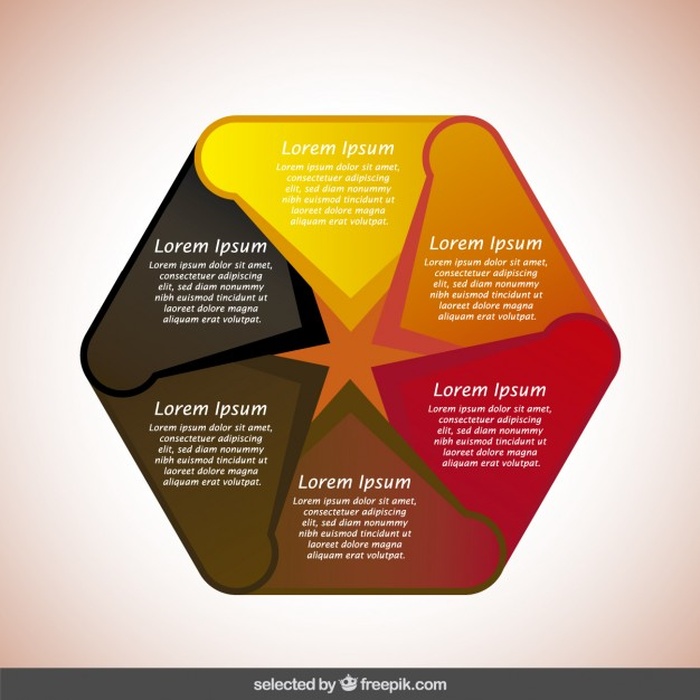 Lorem Ipsum
lorem ipsum dolor sit amet,
consectetuer adipiscing
elit, sed diam nonummy
nibh euismod tincidunt ut
laoreet dolore magna
aliquam erat volutpat.
Lorem Ipsum
lorem ipsum dolor sit amet,
consectetuer adipiscing
elit, sed diam nonummy
nibh euismod tincidunt ut
laoreet dolore magna
aliquam erat volutpat.
Lorem Ipsum
lorem ipsum dolor sit amet,
consectetuer adipiscing
elit, sed diam nonummy
nibh euismod tincidunt ut
laoreet dolore magna
aliquam erat volutpat.
Lorem Ipsum
lorem ipsum dolor sit amet,
consectetuer adipiscing
elit, sed diam nonummy
nibh euismod tincidunt ut
laoreet dolore magna
aliquam erat volutpat.
Lorem Ipsum
lorem ipsum dolor sit amet,
consectetuer adipiscing
elit, sed diam nonummy
nibh euismod tincidunt ut
laoreet dolore magna
aliquam erat volutpat.
Lorem Ipsum
lorem ipsum dolor sit amet,
consectetuer adipiscing
elit, sed diam nonummy
nibh euismod tincidunt ut
laoreet dolore magna
aliquam erat volutpat.
selected by freepik.com